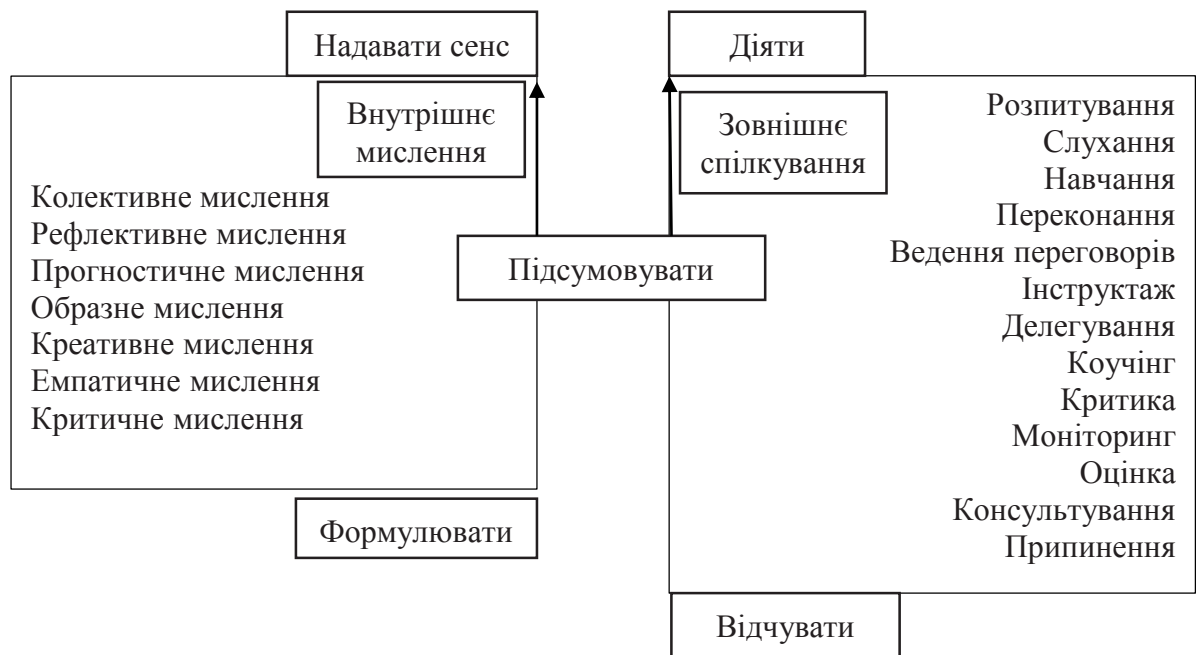 Надавати сенс
Діяти
Внутрішнє
мислення
Зовнішнє
спілкування
Колективне мислення
Рефлективне мислення
Прогностичне мислення
Образне мислення
Креативне мислення
Емпатичне мислення
Критичне мислення
Підсумовувати
Розпитування
Слухання
Навчання
Переконання
Ведення переговорів
Інструктаж
Делегування
Коучінг
Критика
Моніторинг
Оцінка
Консультування
Припинення
Формулювати
Відчувати